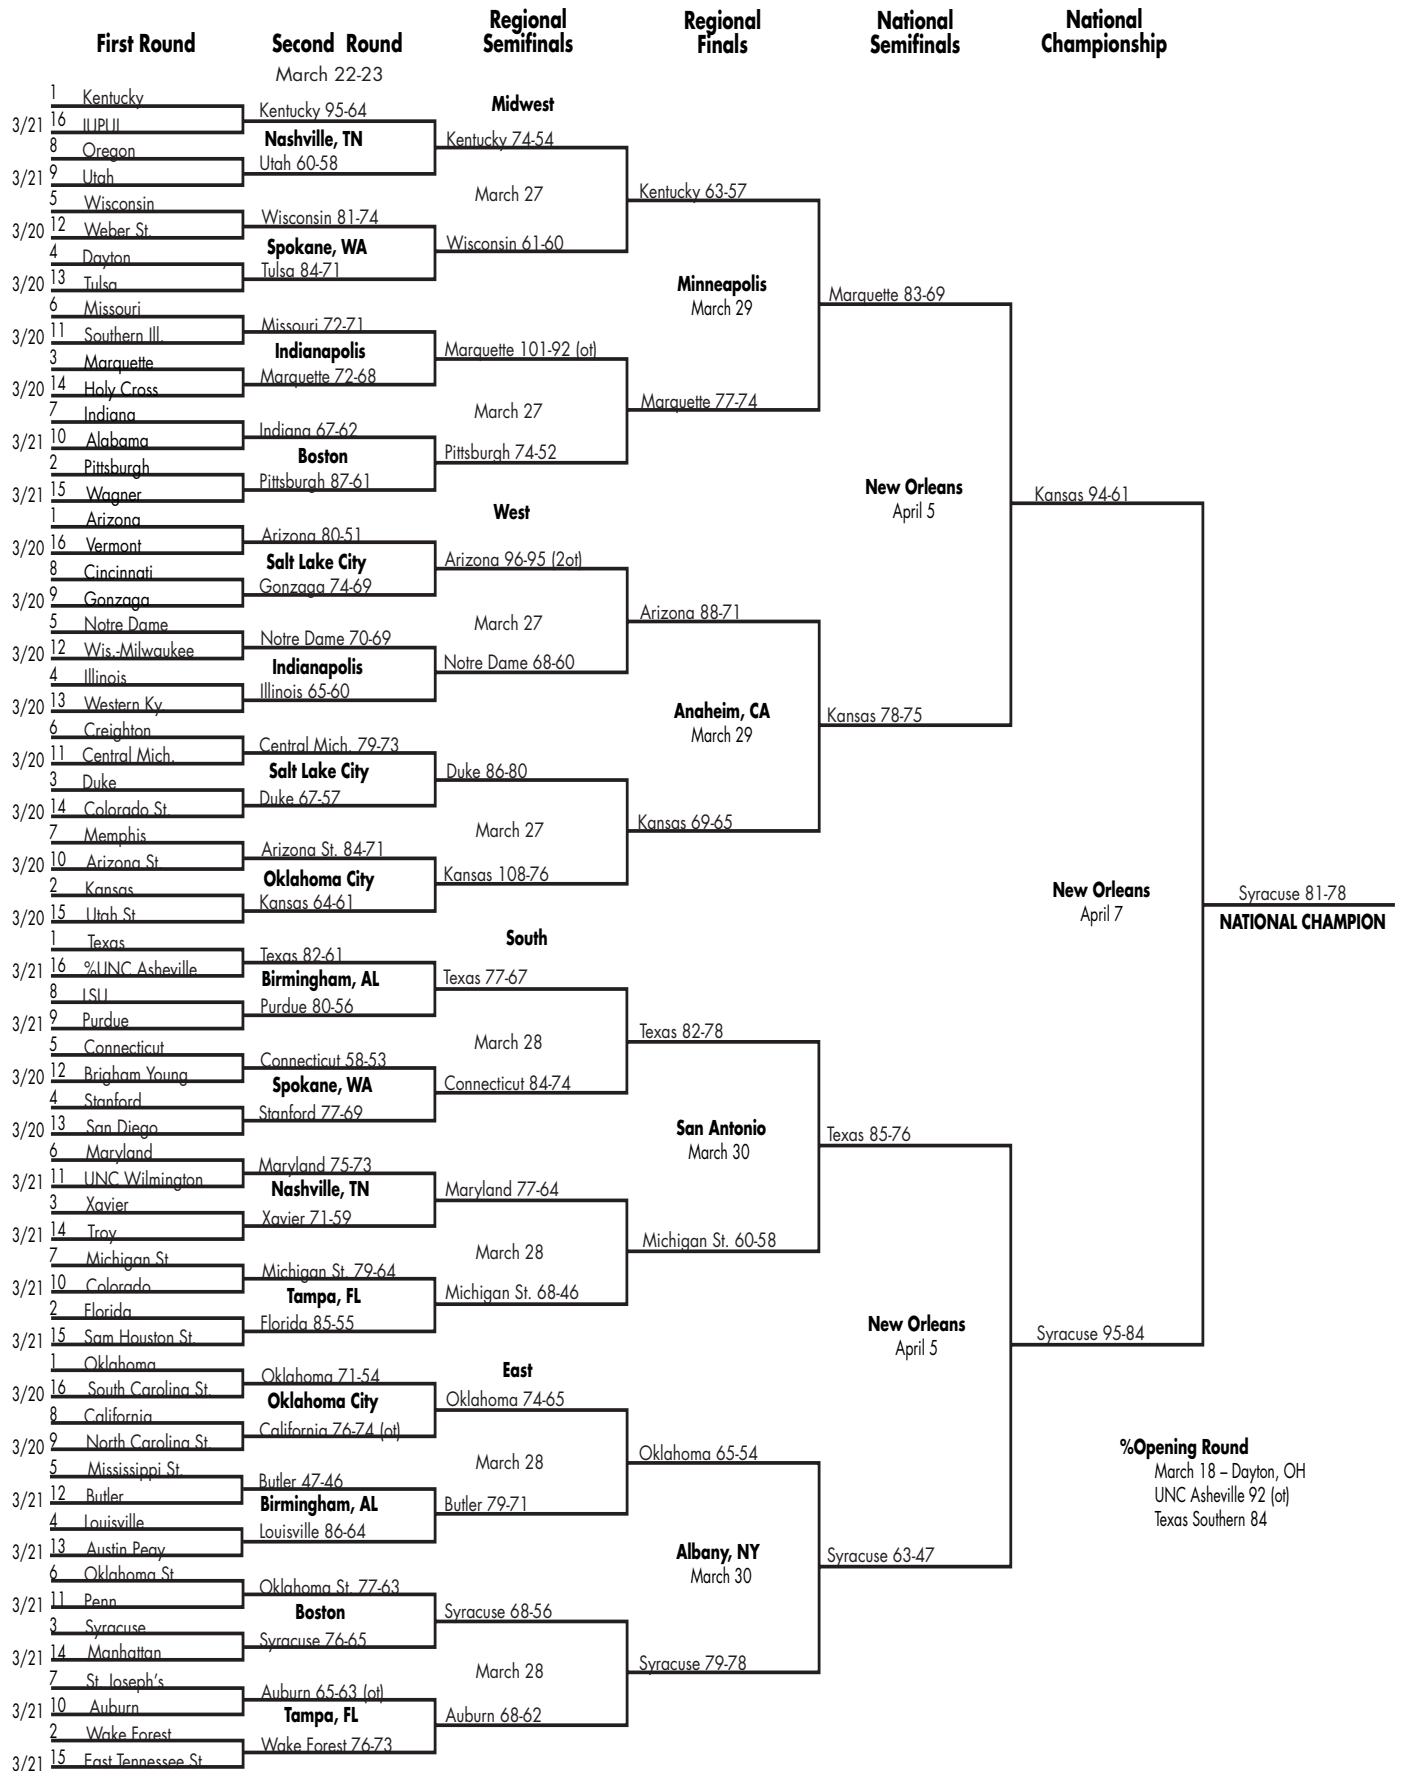 Regional
Semifinals
Regional
Finals
National
Semifinals
National
Championship
First Round
Second Round
March 22-23
1 Kentucky
3/21 16 IUPUI
8 Oregon
3/21 9 Utah
5 Wisconsin
3/20 12 Weber St.
4 Dayton
3/20 13 Tulsa
6 Missouri
3/20 11 Southern Ill.
3 Marquette
3/20 14 Holy Cross
7 Indiana
3/21 10 Alabama
2 Pittsburgh
3/21 15 Wagner
1 Arizona
3/20 16 Vermont
8 Cincinnati
3/20 9 Gonzaga
5 Notre Dame
3/20 12 Wis.-Milwaukee
4 Illinois
3/20 13 Western Ky.
6 Creighton
3/20 11 Central Mich.
3 Duke
3/20 14 Colorado St.
7 Memphis
3/20 10 Arizona St.
2 Kansas
3/20 15 Utah St.
1 Texas
3/21 16 %UNC Asheville
8 LSU
3/21 9 Purdue
5 Connecticut
3/20 12 Brigham Young
4 Stanford
3/20 13 San Diego
6 Maryland
3/21 11 UNC Wilmington
3 Xavier
3/21 14 Troy
7 Michigan St.
3/21 10 Colorado
2 Florida
3/21 15 Sam Houston St.
1 Oklahoma
3/20 16 South Carolina St.
8 California
3/20 9 North Carolina St.
5 Mississippi St.
3/21 12 Butler
4 Louisville
3/21 13 Austin Peay
6 Oklahoma St.
3/21 11 Penn
3 Syracuse
3/21 14 Manhattan
7 St. Joseph's
3/21 10 Auburn
2 Wake Forest
3/21 15 East Tennessee St.
Kentucky 95-64
Nashville, TN
Utah 60-58
Wisconsin 81-74
Spokane, WA
Tulsa 84-71
Missouri 72-71
Indianapolis
Marquette 72-68
Indiana 67-62
Boston
Pittsburgh 87-61
Arizona 80-51
Salt Lake City
Gonzaga 74-69
Notre Dame 70-69
Indianapolis
Illinois 65-60
Central Mich. 79-73
Salt Lake City
Duke 67-57
Arizona St. 84-71
Oklahoma City
Kansas 64-61
Texas 82-61
Birmingham, AL
Purdue 80-56
Connecticut 58-53
Spokane, WA
Stanford 77-69
Maryland 75-73
Nashville, TN
Xavier 71-59
Michigan St. 79-64
Tampa, FL
Florida 85-55
Oklahoma 71-54
Oklahoma City
California 76-74 (ot)
Butler 47-46
Birmingham, AL
Louisville 86-64
Oklahoma St. 77-63
Boston
Syracuse 76-65
Auburn 65-63 (ot)
Tampa, FL
Wake Forest 76-73
Midwest
Kentucky 74-54
March 27
Wisconsin 61-60
Marquette 101-92 (ot)
March 27
Pittsburgh 74-52
West
Arizona 96-95 (2ot)
March 27
Notre Dame 68-60
Duke 86-80
March 27
Kansas 108-76
South
Texas 77-67
March 28
Connecticut 84-74
Maryland 77-64
March 28
Michigan St. 68-46
East
Oklahoma 74-65
March 28
Butler 79-71
Syracuse 68-56
March 28
Auburn 68-62
Kentucky 63-57
Minneapolis
March 29
Marquette 77-74
Arizona 88-71
Anaheim, CA
March 29
Kansas 69-65
Texas 82-78
San Antonio
March 30
Michigan St. 60-58
Oklahoma 65-54
Albany, NY
March 30
Syracuse 79-78
Marquette 83-69
New Orleans
April 5
Kansas 78-75
Texas 85-76
New Orleans
April 5
Syracuse 63-47
Kansas 94-61
New Orleans
April 7
Syracuse 95-84
Syracuse 81-78
NATIONAL CHAMPION
%Opening Round
March 18 – Dayton, OH
UNC Asheville 92 (ot)
Texas Southern 84